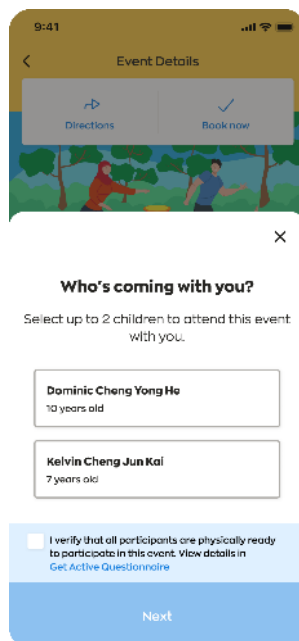 9:41
Event Details
Directions
Book now
Who's coming with you?
Select up to 2 children to attend this event
with you.
Dominic Cheng Yong He
10 years old
Kelvin Cheng Jun Kai
7 years old
I verify that all participants are physically ready
to participate in this event. View details in
Get Active Questionnaire
Next